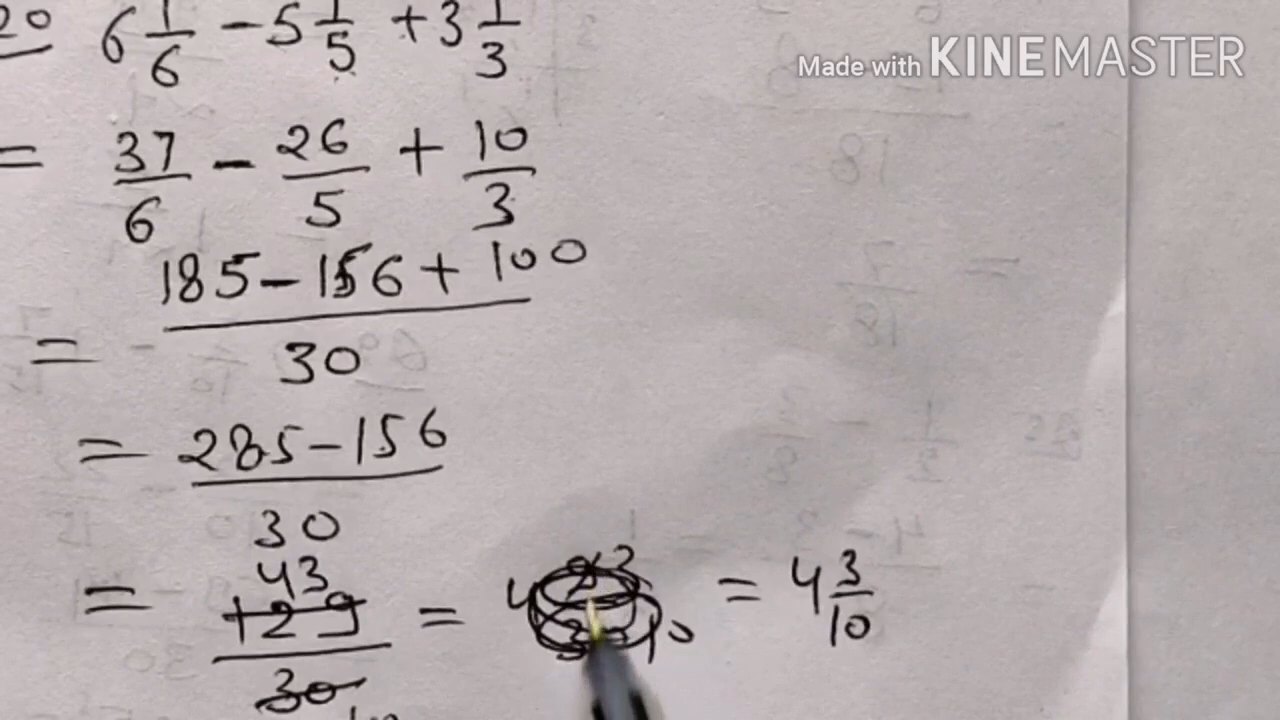 Made with KINEMASTER
20 6 1/6 - 5 1/5 + 3 1/3
= 37/6 - 26/5 + 10/3
= 185 - 156 + 100 / 30
= 285 - 156 / 30
= 43 129 / 30 = = 4 3/10